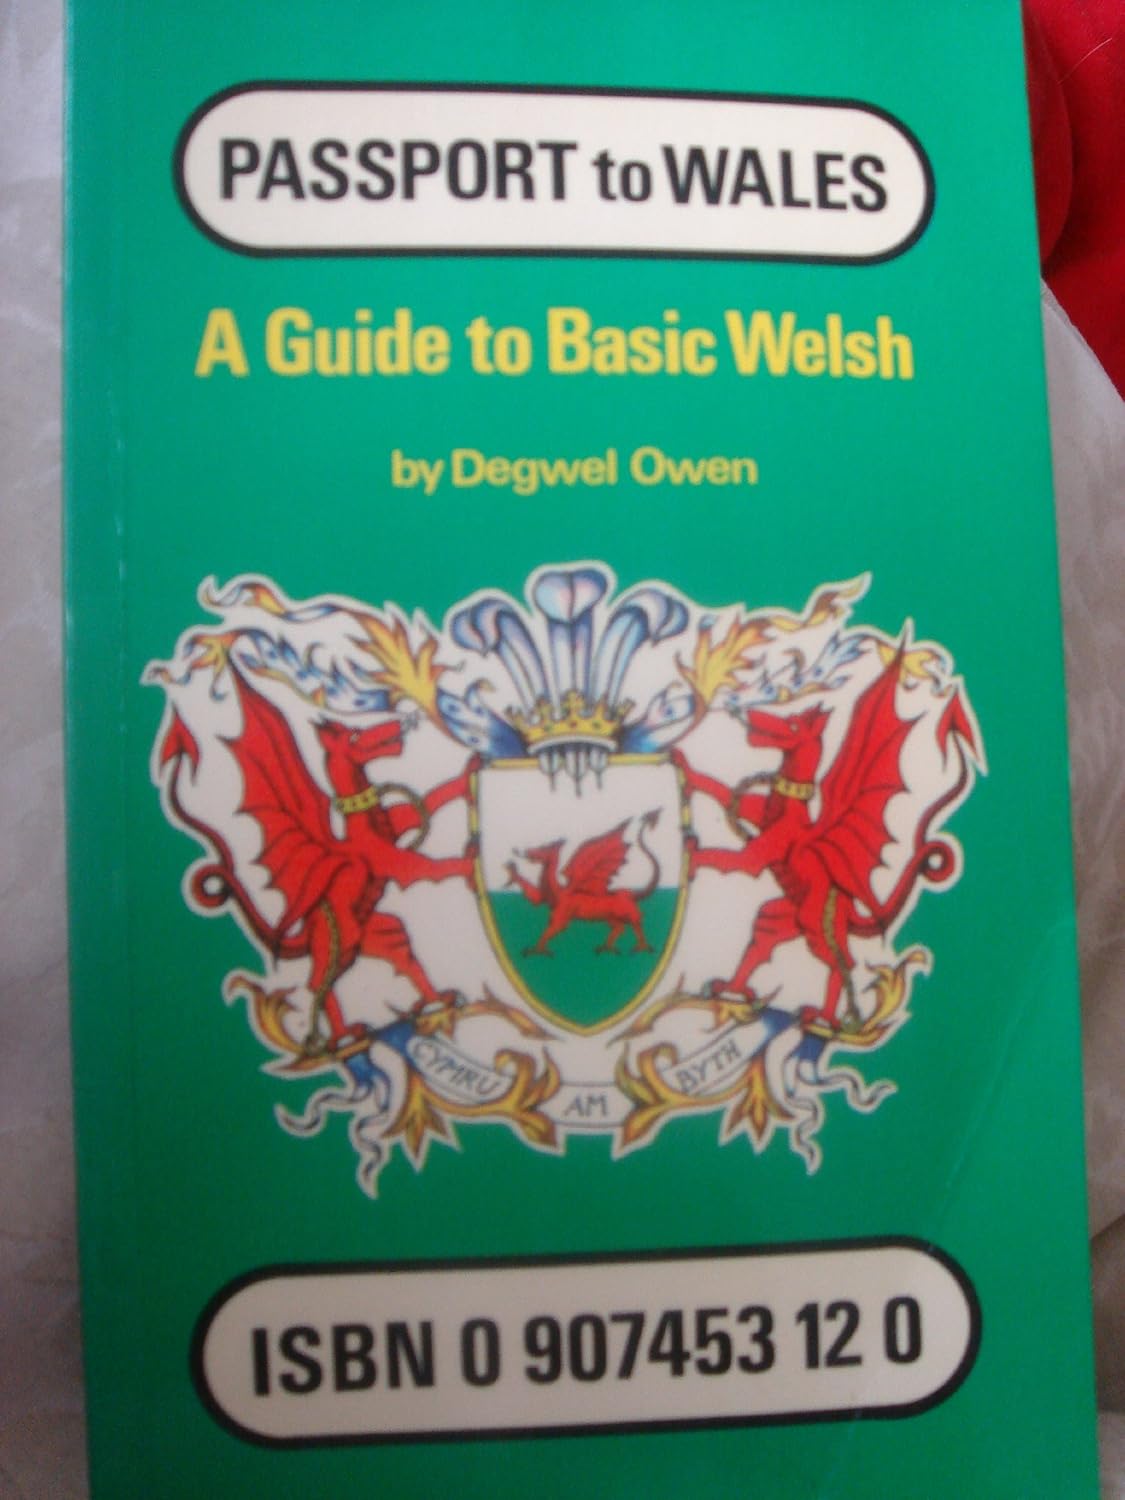 PASSPORT to WALES
A Guide to Basic Welsh
by Degwel Owen
CYMRU AM BYTH
ISBN 0 907453 12 0